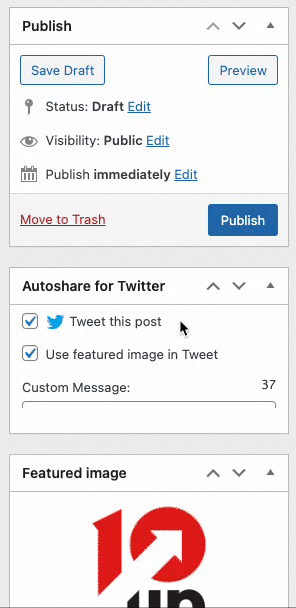 Publish
Save Draft
Preview
Status: Draft Edit
Visibility: Public Edit
Publish immediately Edit
Move to Trash
Publish
Autoshare for Twitter
Tweet this post
Use featured image in Tweet
Custom Message: 37
Featured image
10
up